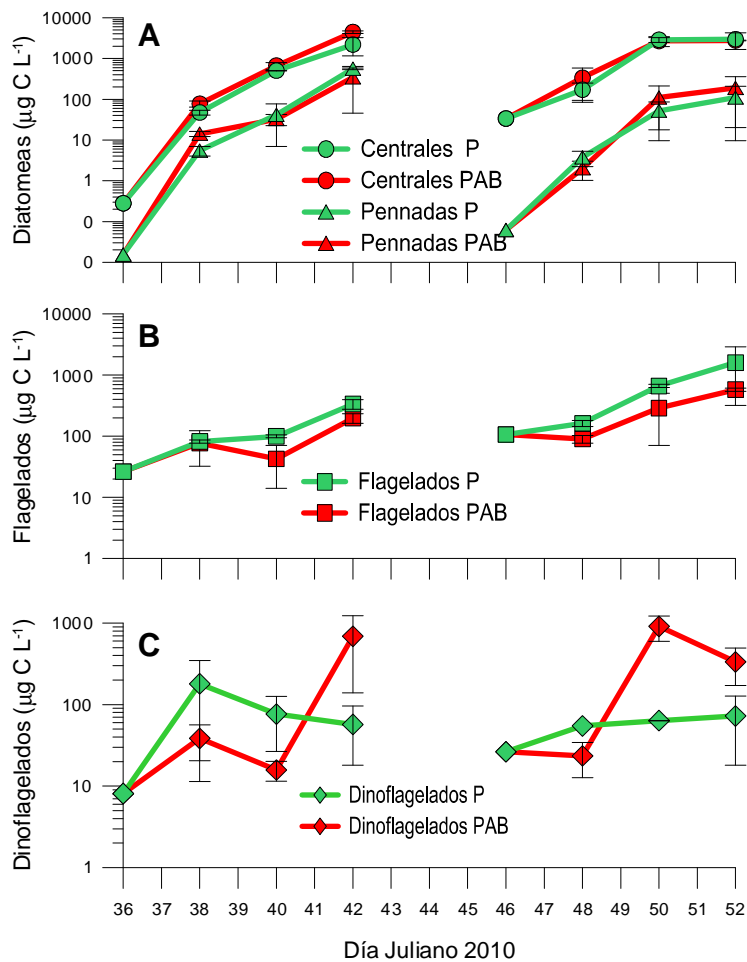 A
Diatomeas (µg C L⁻¹)
10000
1000
100
10
1
0
0
Centrales P
Centrales PAB
Pennadas P
Pennadas PAB
B
Flagelados (µg C L⁻¹)
10000
1000
100
10
1
Flagelados P
Flagelados PAB
C
Dinoflagelados (µg C L⁻¹)
1000
100
10
1
Dinoflagelados P
Dinoflagelados PAB
36 37 38 39 40 41 42 43 44 45 46 47 48 49 50 51 52
Día Juliano 2010